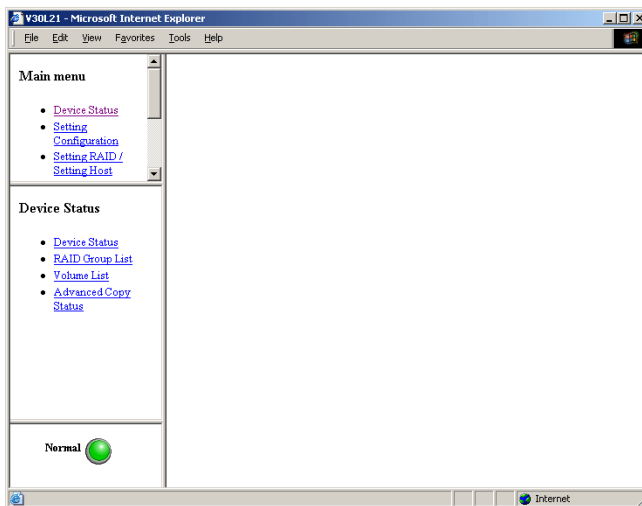 V30L21 - Microsoft Internet Explorer
File Edit View Favorites Tools Help
Main menu
Device Status
Setting
Configuration
Setting RAID /
Setting Host
Device Status
Device Status
RAID Group List
Volume List
Advanced Copy
Status
Normal
Internet